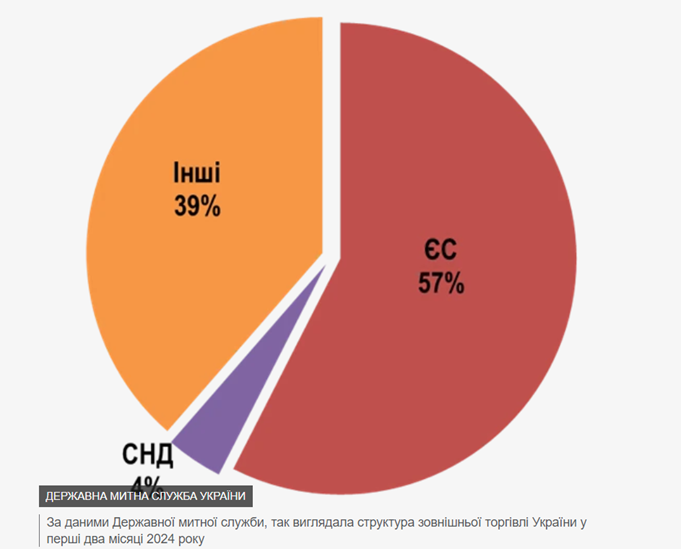 Інші
39%
ЄС
57%
СНД
4%
ДЕРЖАВНА МИТНА СЛУЖБА УКРАЇНИ
За даними Державної митної служби, так виглядала структура зовнішньої торгівлі України у
перші два місяці 2024 року